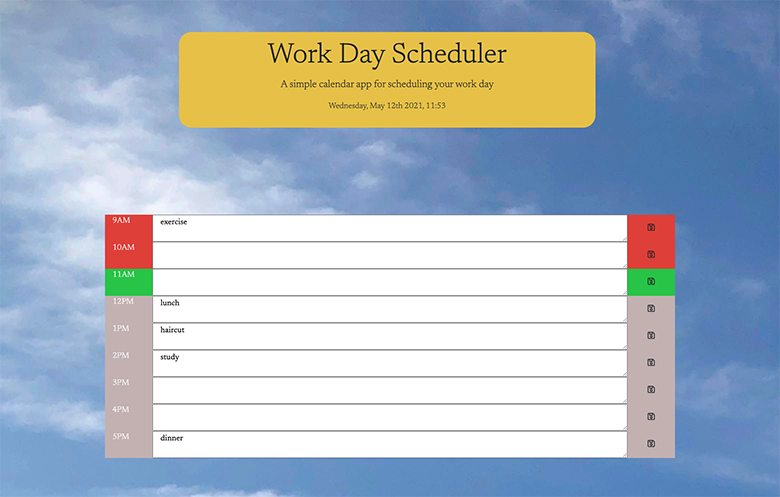 Work Day Scheduler
A simple calendar app for scheduling your work day
Wednesday, May 12th 2021, 11:53
9AM exercise
10AM
11AM
12PM lunch
1PM haircut
2PM study
3PM
4PM
5PM dinner